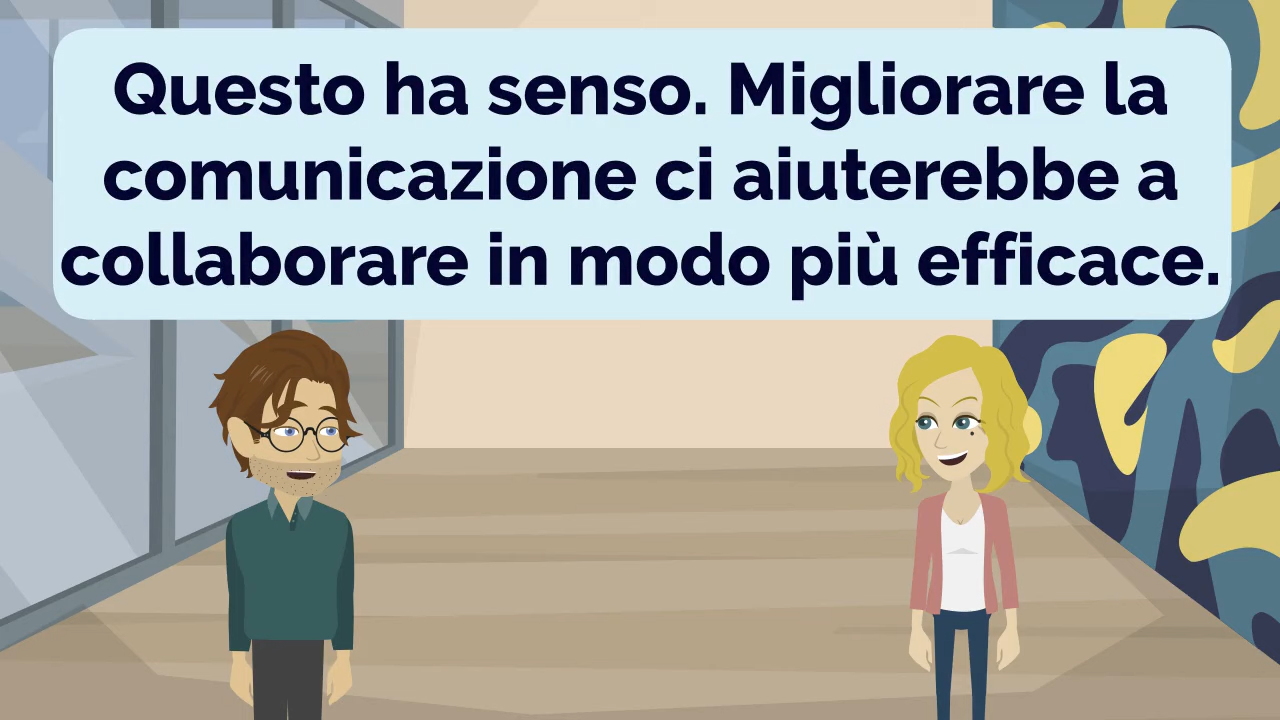 Questo ha senso. Migliorare la
comunicazione ci aiuterebbe a
collaborare in modo più efficace.